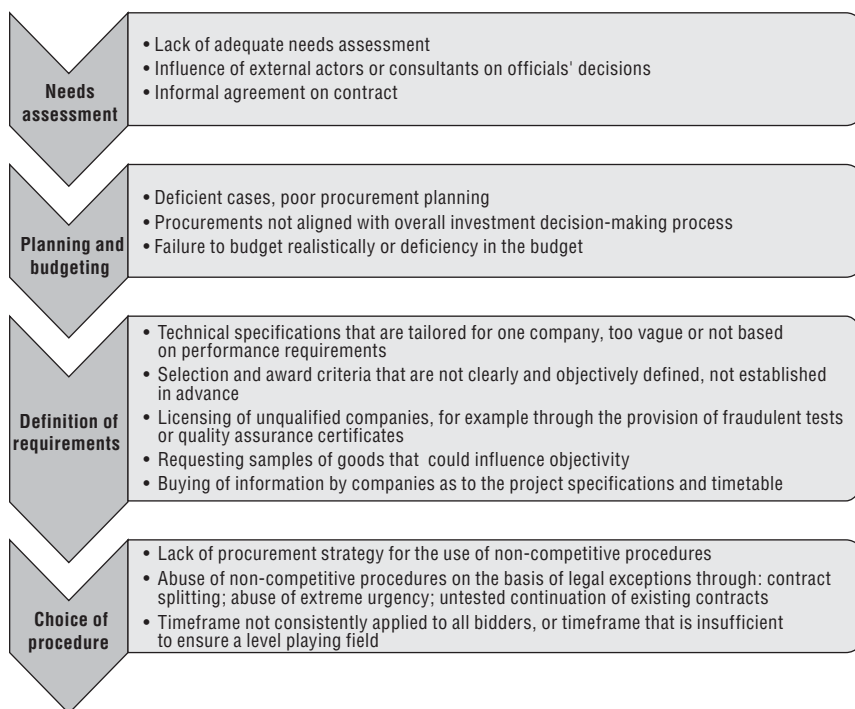 Needs
assessment
• Lack of adequate needs assessment
• Influence of external actors or consultants on officials' decisions
• Informal agreement on contract
Planning and
budgeting
• Deficient cases, poor procurement planning
• Procurements not aligned with overall investment decision-making process
• Failure to budget realistically or deficiency in the budget
Definition of
requirements
• Technical specifications that are tailored for one company, too vague or not based
on performance requirements
• Selection and award criteria that are not clearly and objectively defined, not established
in advance
• Licensing of unqualified companies, for example through the provision of fraudulent tests
or quality assurance certificates
• Requesting samples of goods that could influence objectivity
• Buying of information by companies as to the project specifications and timetable
Choice of
procedure
• Lack of procurement strategy for the use of non-competitive procedures
• Abuse of non-competitive procedures on the basis of legal exceptions through: contract
splitting; abuse of extreme urgency; untested continuation of existing contracts
• Timeframe not consistently applied to all bidders, or timeframe that is insufficient
to ensure a level playing field